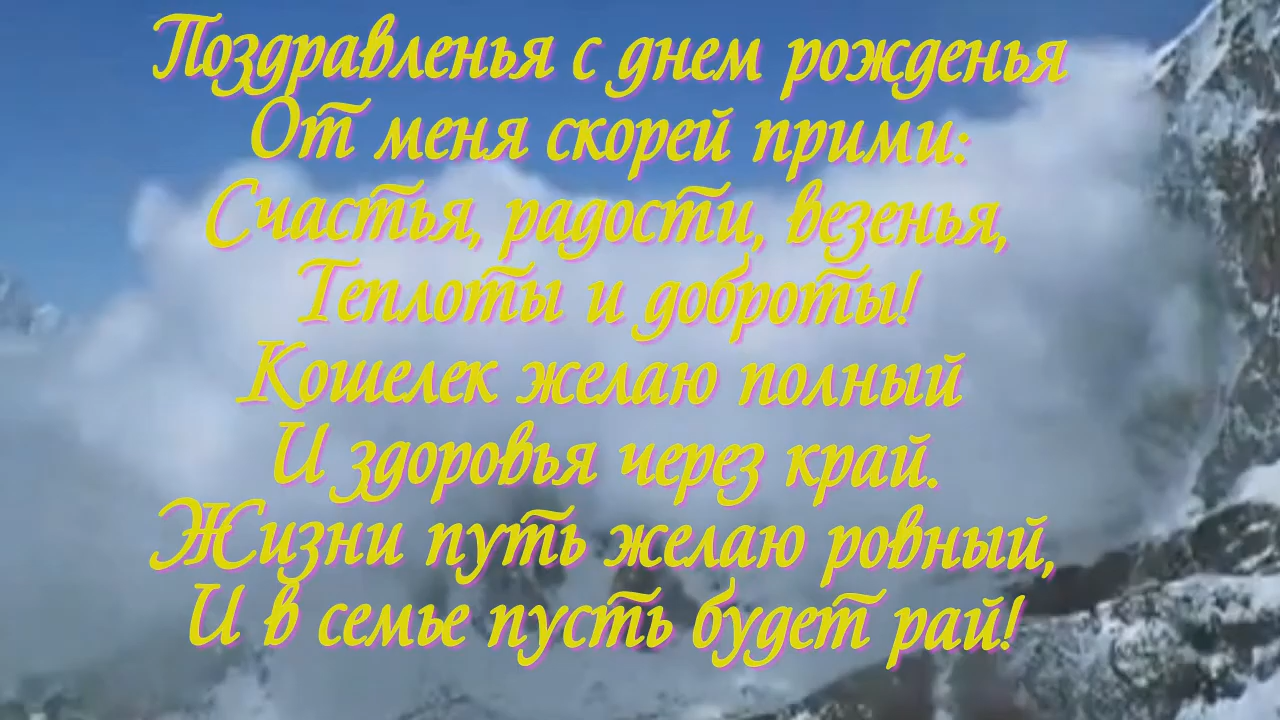 Поздравленья с днем рожденья
От меня скорей прими:
Счастья, радости, везенья,
Теплоты и доброты!
Кошелек желаю полный
И здоровья через край.
Жизни путь желаю ровный,
И в семье пусть будет рай!